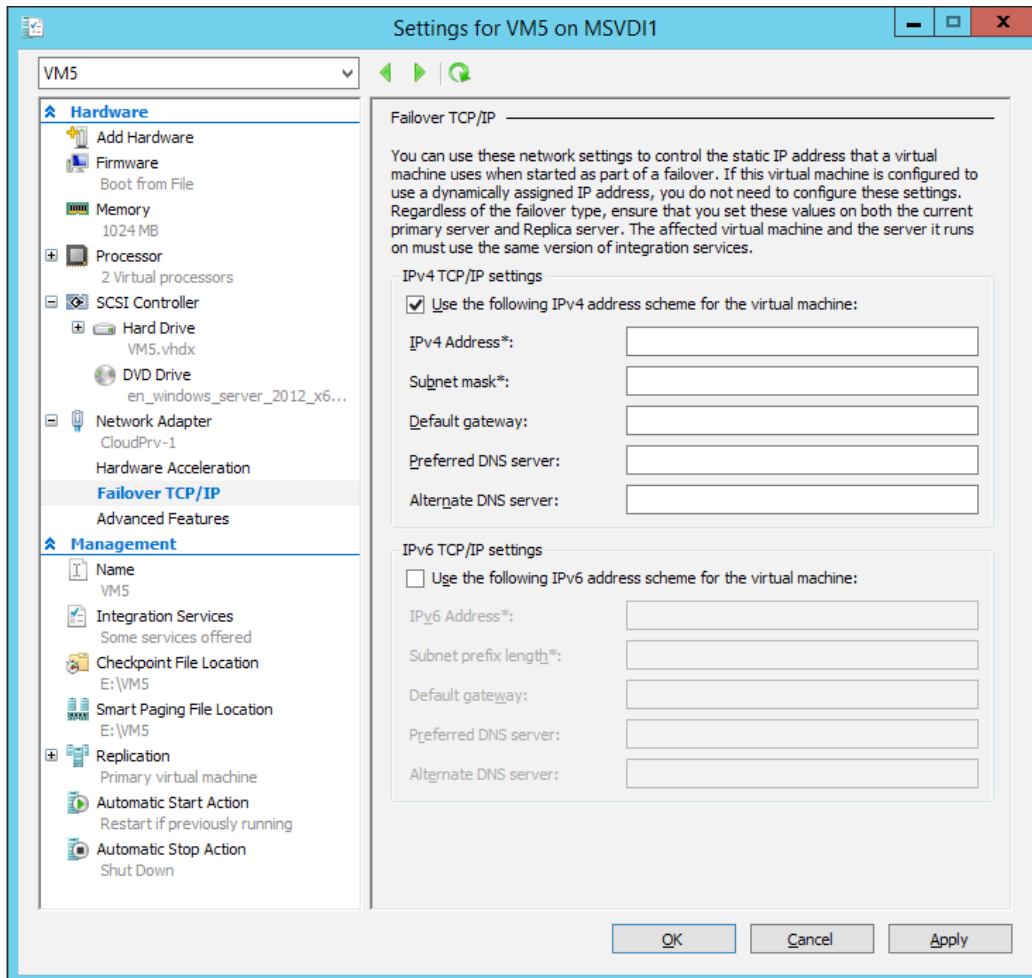 Settings for VM5 on MSVDI1
VM5
Hardware
Add Hardware
Firmware
Boot from File
Memory
1024 MB
Processor
2 Virtual processors
SCSI Controller
Hard Drive
VM5.vhdx
DVD Drive
en_windows_server_2012_x6...
Network Adapter
CloudPrv-1
Hardware Acceleration
Failover TCP/IP
Advanced Features
Management
Name
VM5
Integration Services
Some services offered
Checkpoint File Location
E:\VM5
Smart Paging File Location
E:\VM5
Replication
Primary virtual machine
Automatic Start Action
Restart if previously running
Automatic Stop Action
Shut Down
Failover TCP/IP
You can use these network settings to control the static IP address that a virtual
machine uses when started as part of a failover. If this virtual machine is configured to
use a dynamically assigned IP address, you do not need to configure these settings.
Regardless of the failover type, ensure that you set these values on both the current
primary server and Replica server. The affected virtual machine and the server it runs
on must use the same version of integration services.
IPv4 TCP/IP settings
Use the following IPv4 address scheme for the virtual machine:
IPv4 Address*:
Subnet mask*:
Default gateway:
Preferred DNS server:
Alternate DNS server:
IPv6 TCP/IP settings
Use the following IPv6 address scheme for the virtual machine:
IPv6 Address*:
Subnet prefix length*:
Default gateway:
Preferred DNS server:
Alternate DNS server:
OK
Cancel
Apply